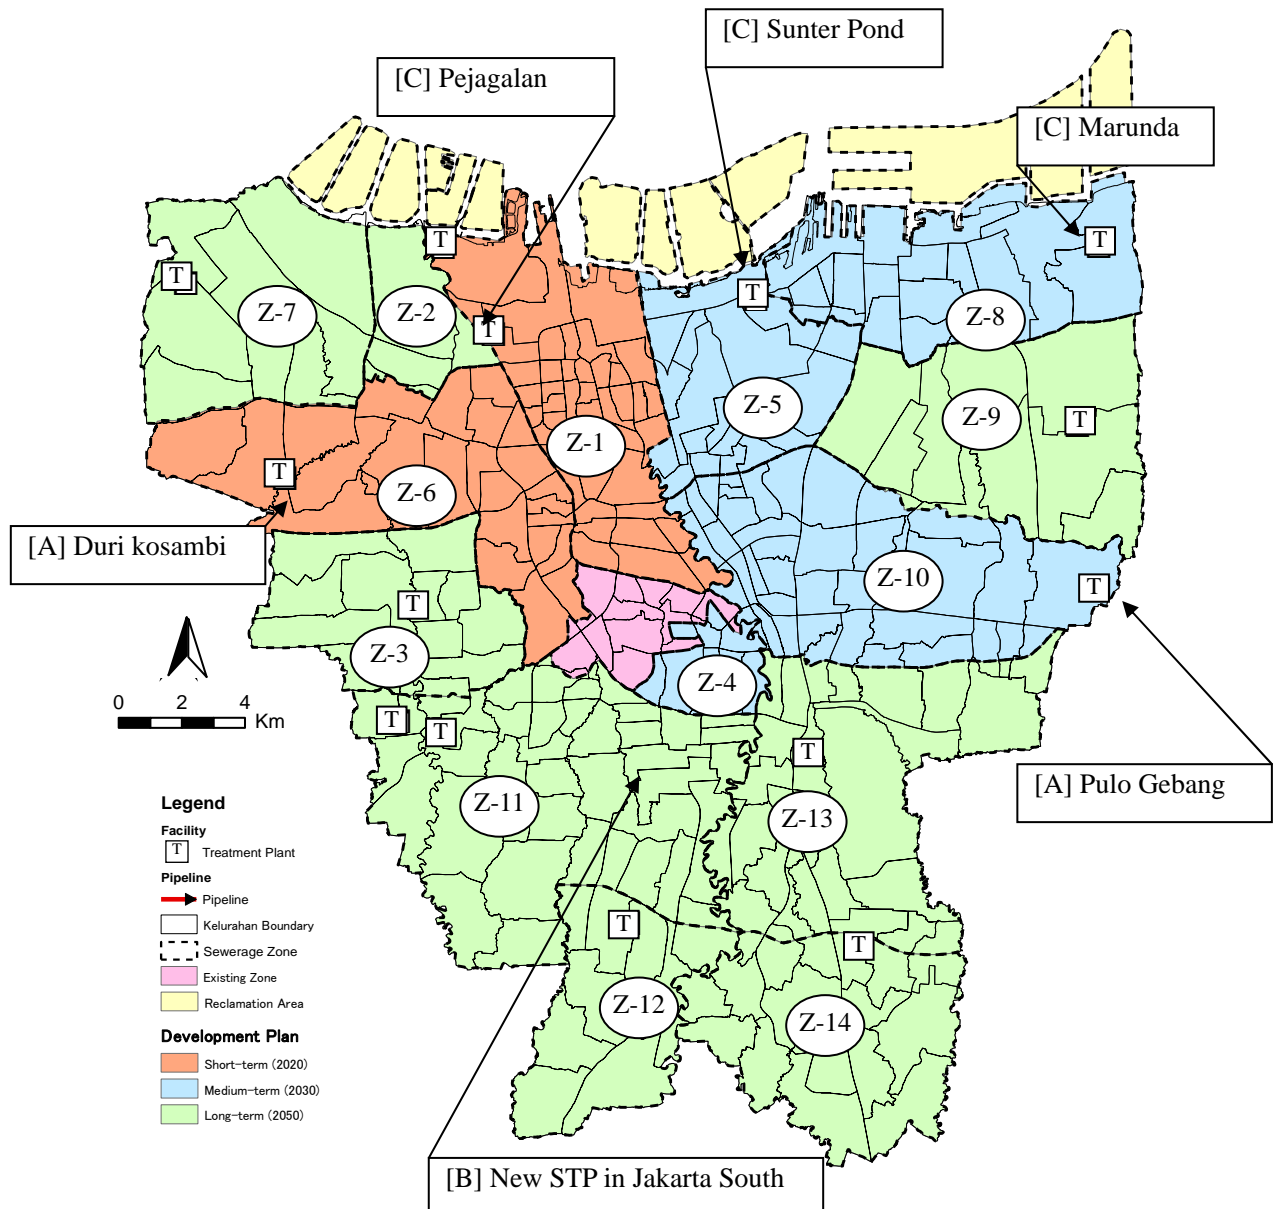 [C] Sunter Pond
[C] Pejagalan
[C] Marunda
T
T
T
T
T
Z-7
Z-2
Z-8
Z-5
Z-9
T
Z-1
T
Z-6
[A] Duri kosambi
Z-10
T
T
Z-3
Z-4
0 2 4
Km
T
T
T
[A] Pulo Gebang
Z-11
Z-13
Legend
Facility
T Treatment Plant
Pipeline
Pipeline
Kelurahan Boundary
Sewerage Zone
Existing Zone
Reclamation Area
T
T
Z-12
Z-14
Development Plan
Short-term (2020)
Medium-term (2030)
Long-term (2050)
[B] New STP in Jakarta South